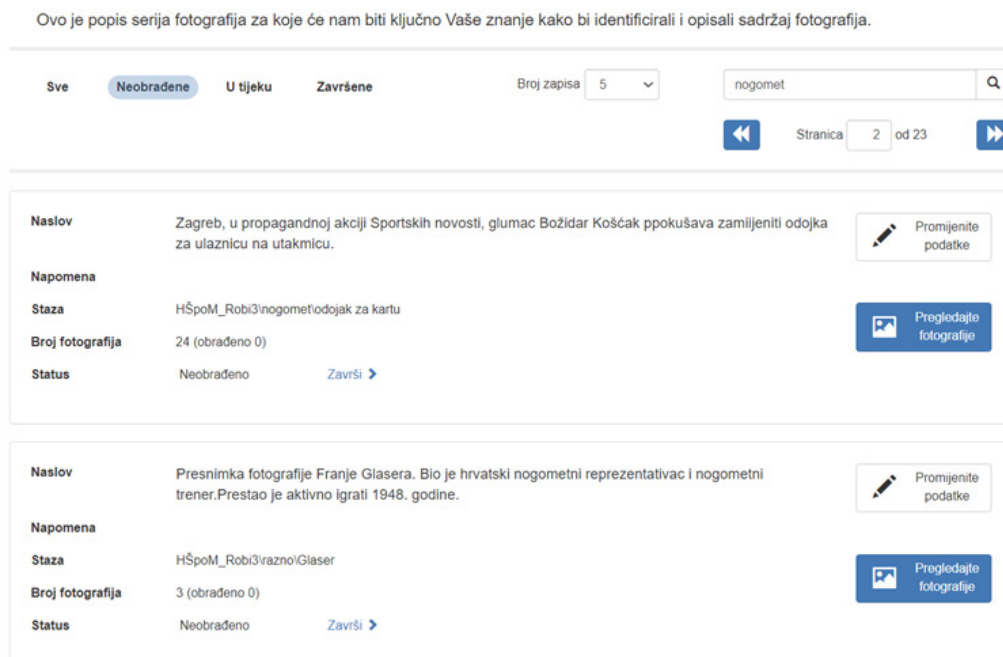 Ovo je popis serija fotografija za koje će nam biti ključno Vaše znanje kako bi identificirali i opisali sadržaj fotografija.
Sve Neobrađene U tijeku Završene Broj zapisa 5 nogomet
Stranica 2 od 23
Naslov Zagreb, u propagandnoj akciji Sportskih novosti, glumac Božidar Košćak ppokušava zamiijeniti odojka
za ulaznicu na utakmicu.
Promijenite
podatke
Napomena
Staza HŠpoM_Robi3\nogomet\odojak za kartu
Pregledajte
fotografije
Broj fotografija 24 (obrađeno 0)
Status Neobrađeno Završi
Naslov Presnimka fotografije Franje Glasera. Bio je hrvatski nogometni reprezentativac i nogometni
trener.Prestao je aktivno igrati 1948. godine.
Promijenite
podatke
Napomena
Staza HŠpoM_Robi3\razno\Glaser
Pregledajte
fotografije
Broj fotografija 3 (obrađeno 0)
Status Neobrađeno Završi